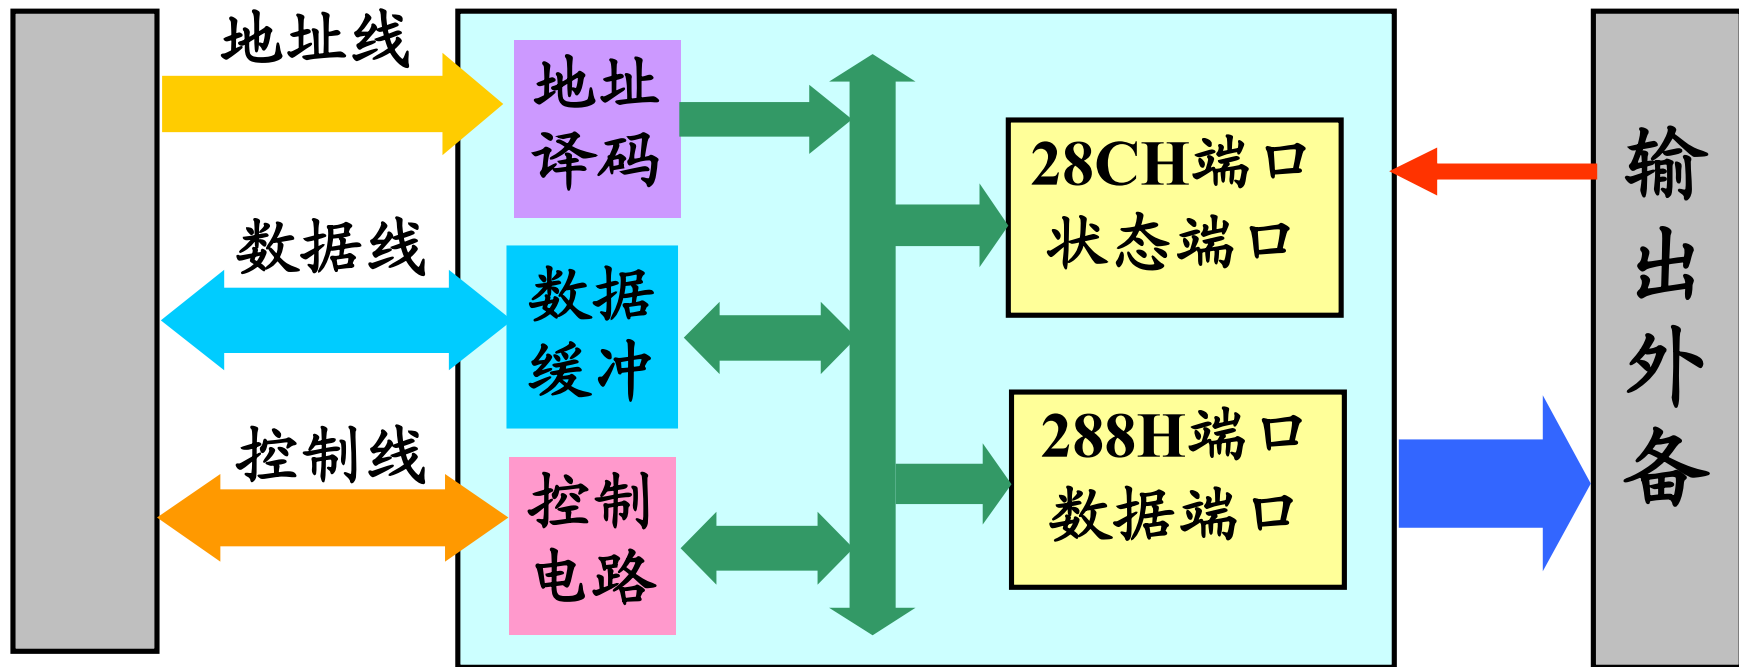 地址线
地址
译码
数据线
数据
缓冲
控制线
控制
电路
28CH端口
状态端口
288H端口
数据端口
输
出
外
备